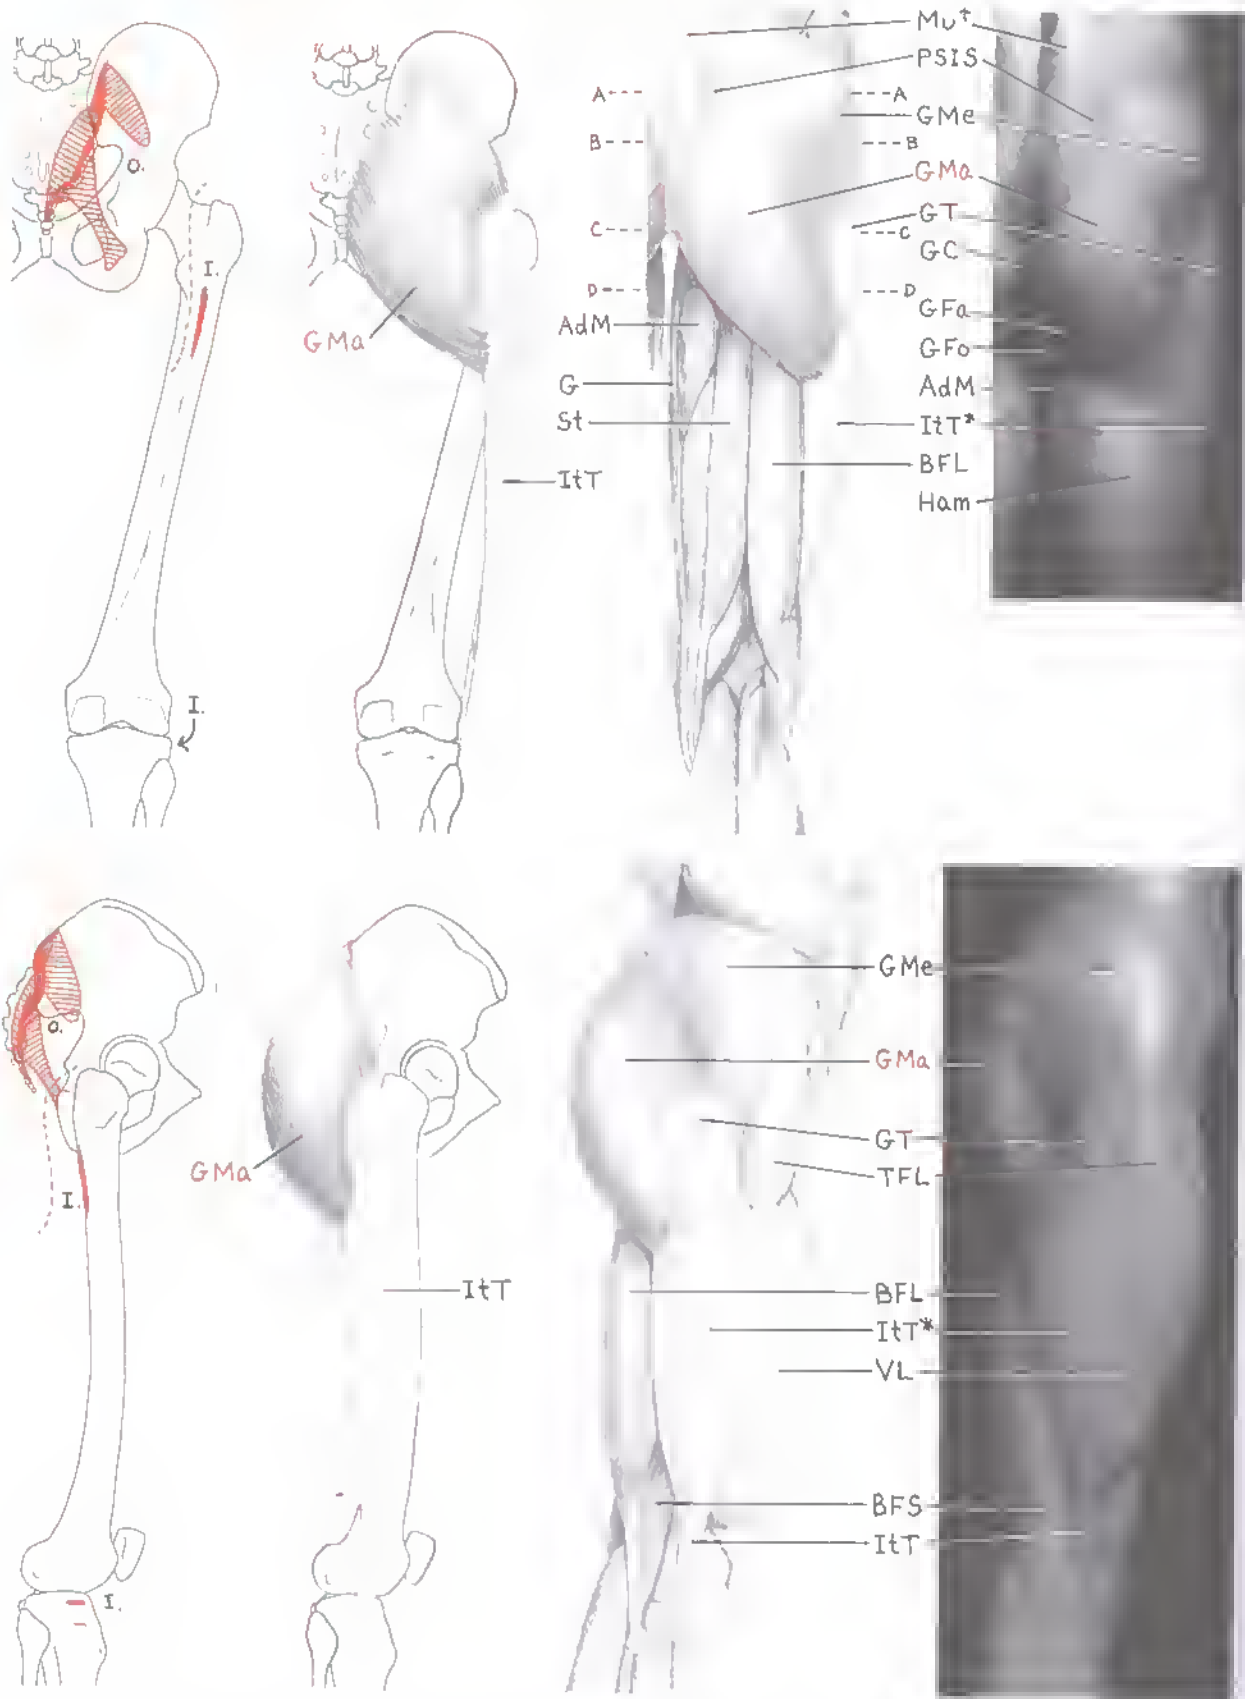 O.
I.
I.
GMa
ItT
A
B
C
D
AdM
G
St
Mu†
PSIS
A
GMe
B
GMa
GT
C
GC
D
GFa
GFo
AdM
ItT*
BFL
Ham
O.
I.
I.
GMa
ItT
GMe
GMa
GT
TFL
BFL
ItT*
VL
BFS
ItT